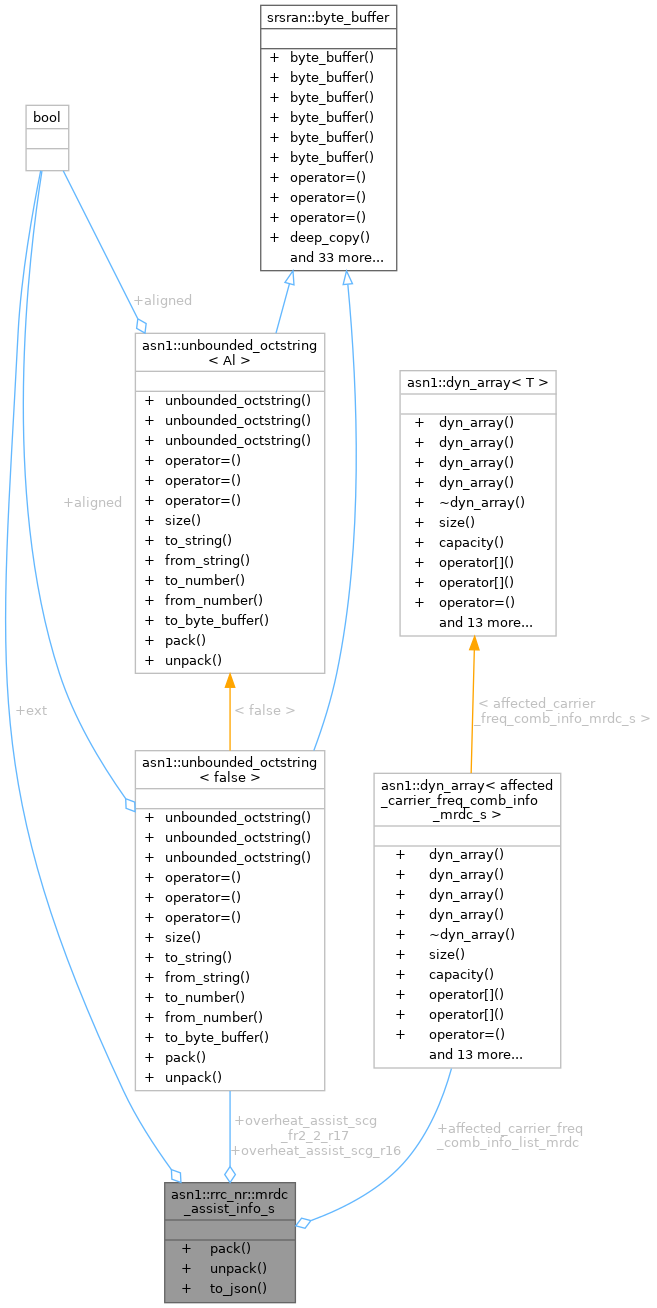 srsran::byte_buffer
+ byte_buffer()
+ byte_buffer()
+ byte_buffer()
+ byte_buffer()
+ byte_buffer()
+ byte_buffer()
+ operator=()
+ operator=()
+ operator=()
+ deep_copy()
and 33 more...
bool
+aligned
asn1::unbounded_octstring
< Al >
+ unbounded_octstring()
+ unbounded_octstring()
+ unbounded_octstring()
+ operator=()
+ operator=()
+ operator=()
+ size()
+ to_string()
+ from_string()
+ to_number()
+ from_number()
+ to_byte_buffer()
+ pack()
+ unpack()
asn1::dyn_array< T >
+ dyn_array()
+ dyn_array()
+ dyn_array()
+ dyn_array()
+ ~dyn_array()
+ size()
+ capacity()
+ operator[]()
+ operator[]()
+ operator=()
and 13 more...
+aligned
+ext
< false >
< affected_carrier
_freq_comb_info_mrdc_s >
asn1::unbounded_octstring
< false >
+ unbounded_octstring()
+ unbounded_octstring()
+ unbounded_octstring()
+ operator=()
+ operator=()
+ operator=()
+ size()
+ to_string()
+ from_string()
+ to_number()
+ from_number()
+ to_byte_buffer()
+ pack()
+ unpack()
asn1::dyn_array< affected
_carrier_freq_comb_info
_mrdc_s >
+ dyn_array()
+ dyn_array()
+ dyn_array()
+ dyn_array()
+ ~dyn_array()
+ size()
+ capacity()
+ operator[]()
+ operator[]()
+ operator=()
and 13 more...
+overheat_assist_scg
_fr2_2_r17
+overheat_assist_scg_r16
+affected_carrier_freq
_comb_info_list_mrdc
asn1::rrc_nr::mrdc
_assist_info_s
+ pack()
+ unpack()
+ to_json()